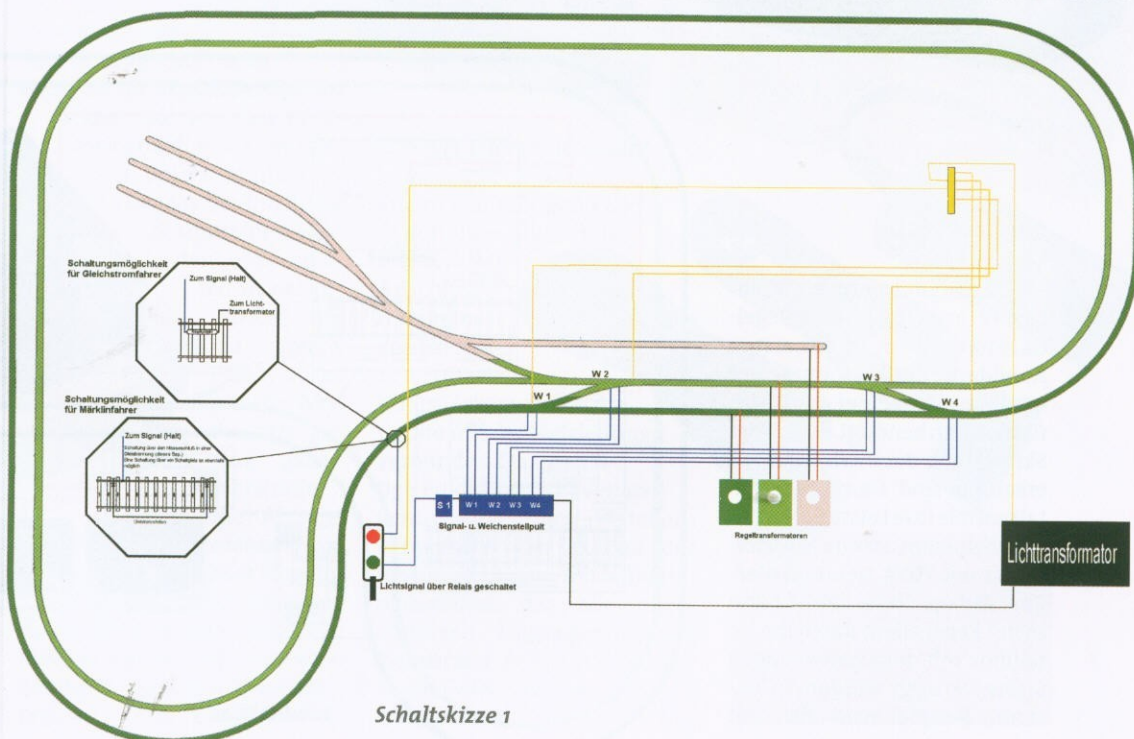 Schaltungsmöglichkeit
für Gleichstromfahrer
Zum Signal (Halt)
Zum Licht-
transformator
Schaltungsmöglichkeit
für Märklinfahrer
Zum Signal (Halt)
W 1
W 2
W 3
W 4
S 1
W 1
W 2
W 3
W4
Signal- u. Weichenstellpult
Regeltransformatoren
Lichttransformator
Lichtsignal über Relais geschaltet
Schaltskizze 1